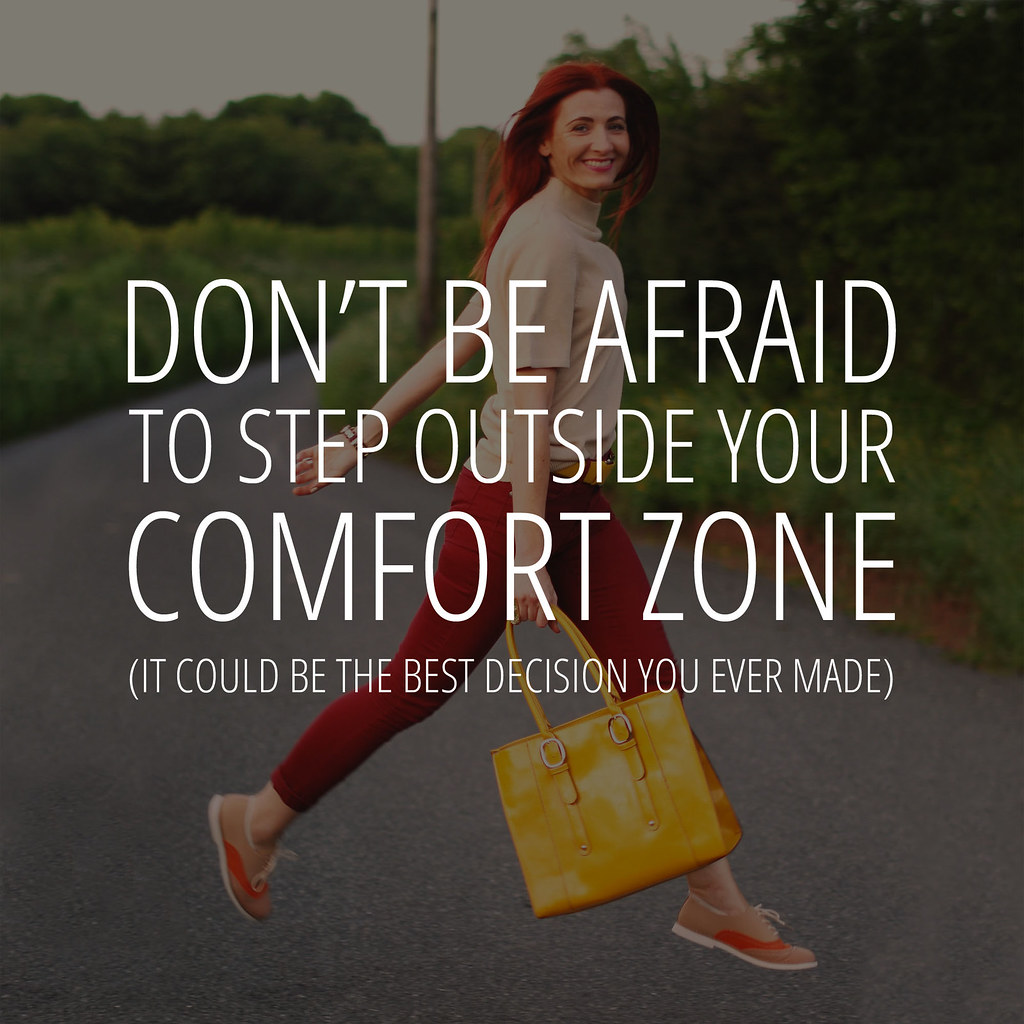 DON’T BE AFRAID
TO STEP OUTSIDE YOUR
COMFORT ZONE
(IT COULD BE THE BEST DECISION YOU EVER MADE)